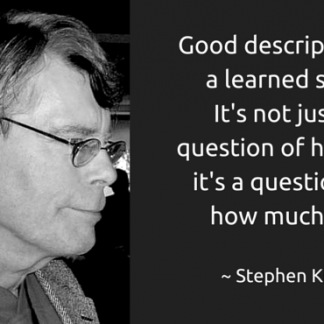 Good descrip
a learned s
It's not jus
question of h
it's a questio
how much
~ Stephen K